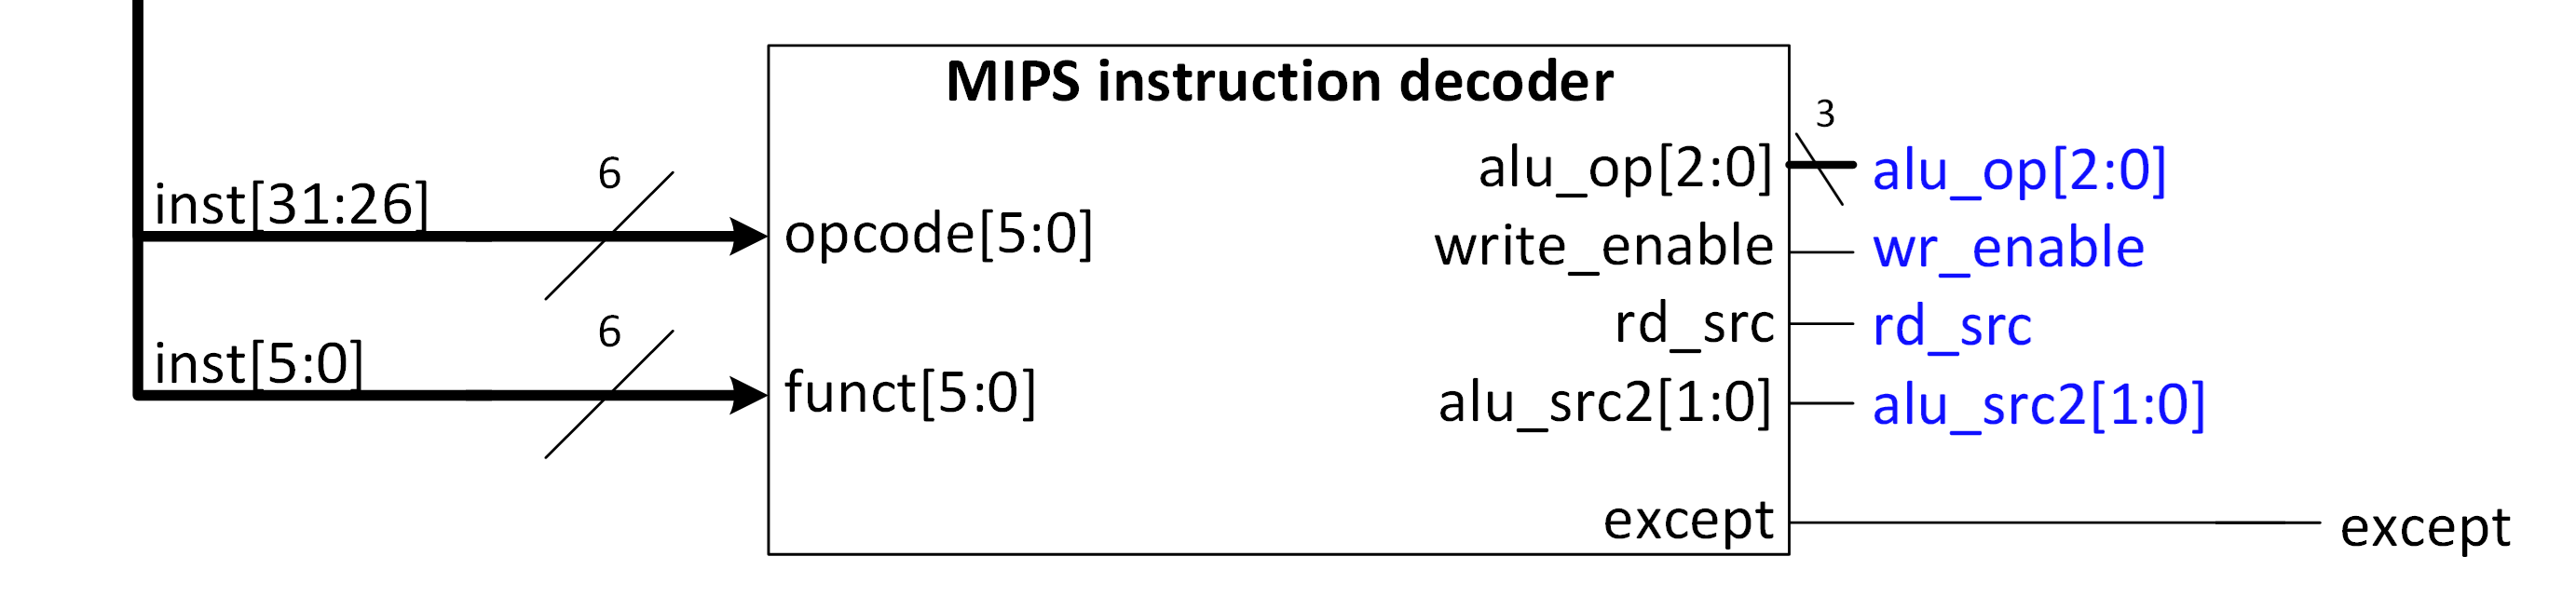 MIPS instruction decoder
3
alu_op[2:0] alu_op[2:0]
6
inst[31:26] opcode[5:0]
write_enable wr_enable
rd_src rd_src
6
inst[5:0] funct[5:0]
alu_src2[1:0] alu_src2[1:0]
except except